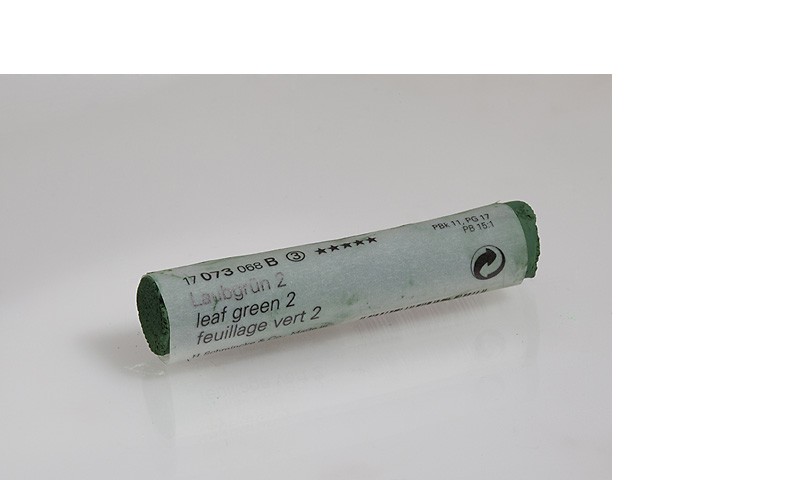 17 073 068 B ③ ★★★★★
Laubgrün 2
leaf green 2
feuillage vert 2
PBk 11, PG 17
PB 15:1